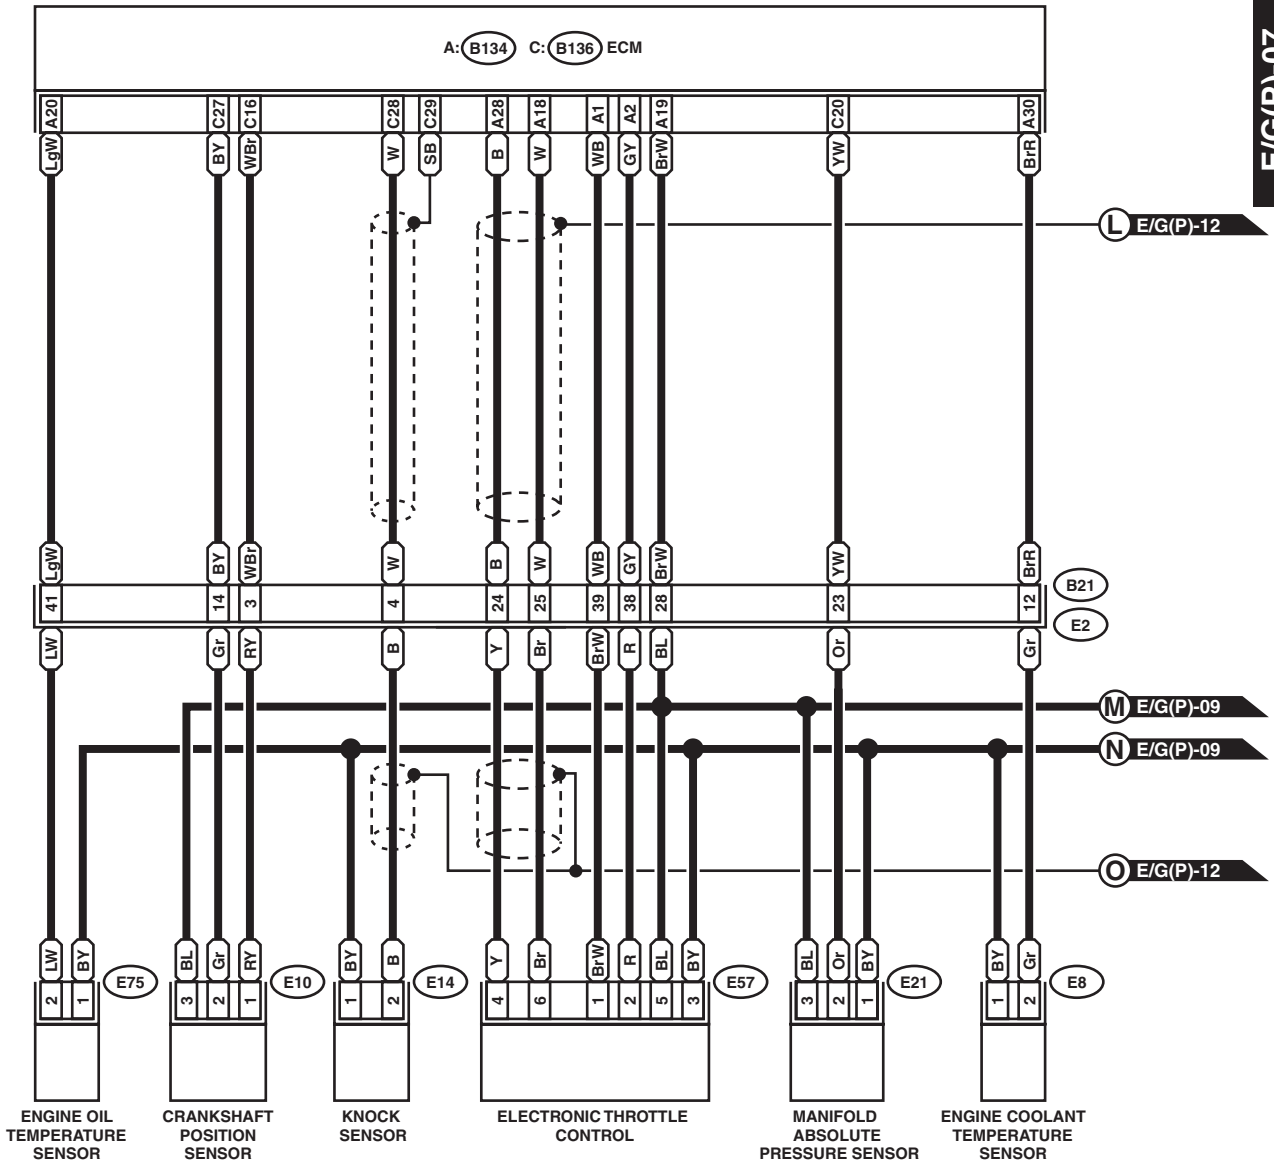 A: B134 C: B136 ECM
E/G(P)-07
A20 C27 C16 C28 C29 A28 A18 A1 A2 A19 C20 A30
LgW BY WBr W SB B W WB GY BrW YW BrR
L E/G(P)-12
LgW BY WBr W B W WB GY BrW YW BrR
41 14 3 4 24 25 39 38 28 23 12
B21
E2
LW Gr RY B Y Br BrW R BL Or Gr
M E/G(P)-09
N E/G(P)-09
O E/G(P)-12
LW BY BL Gr RY BY B Y Br BrW R BL BY BL Or BY BY Gr
E75 E10 E14 E57 E21 E8
2 1 3 2 1 1 2 4 6 1 2 5 3 3 2 1 1 2
ENGINE OIL
TEMPERATURE
SENSOR
CRANKSHAFT
POSITION
SENSOR
KNOCK
SENSOR
ELECTRONIC THROTTLE
CONTROL
MANIFOLD
ABSOLUTE
PRESSURE SENSOR
ENGINE COOLANT
TEMPERATURE
SENSOR